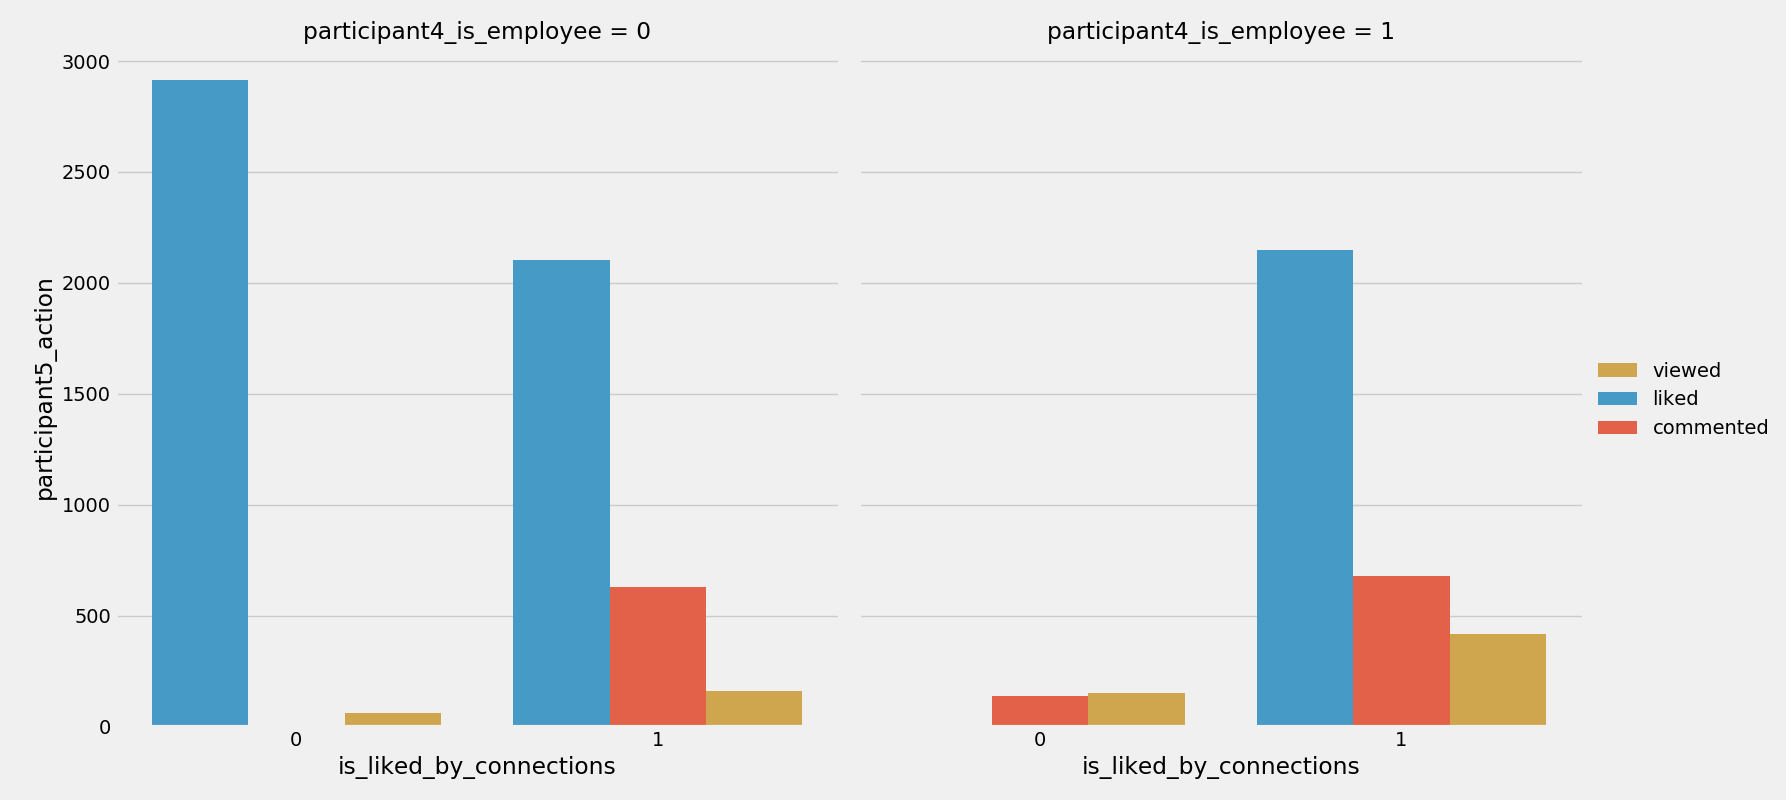 participant4_is_employee = 0
participant4_is_employee = 1
participant5_action
3000
2500
2000
1500
1000
500
0
0
1
0
1
is_liked_by_connections
is_liked_by_connections
viewed
liked
commented